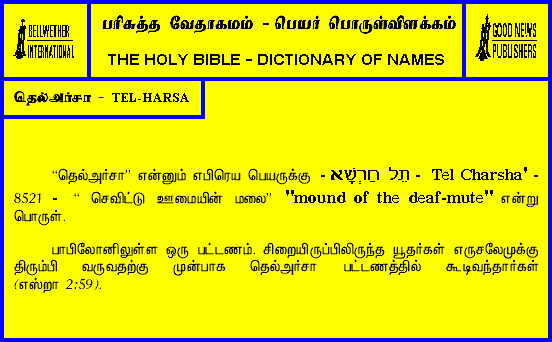 BELLWETHER
INTERNATIONAL
பரிசுத்த வேதாகமம் - பெயர் பொருள்விளக்கம்
THE HOLY BIBLE - DICTIONARY OF NAMES
GOOD NEWS
PUBLISHERS
தெல்அர்சா - TEL-HARSA
“தெல்அர்சா” என்னும் எபிரெய பெயருக்கு - תֵּל חַרְשָׁא - Tel Charsha' -
8521 - “ செவிட்டு ஊமையின் மலை” "mound of the deaf-mute" என்று
பொருள்.
பாபிலோனிலுள்ள ஒரு பட்டணம். சிறையிருப்பிலிருந்த யூதர்கள் எருசலேமுக்கு
திரும்பி வருவதற்கு முன்பாக தெல்அர்சா பட்டணத்தில் கூடிவந்தார்கள்
(எஸ்றா 2:59).